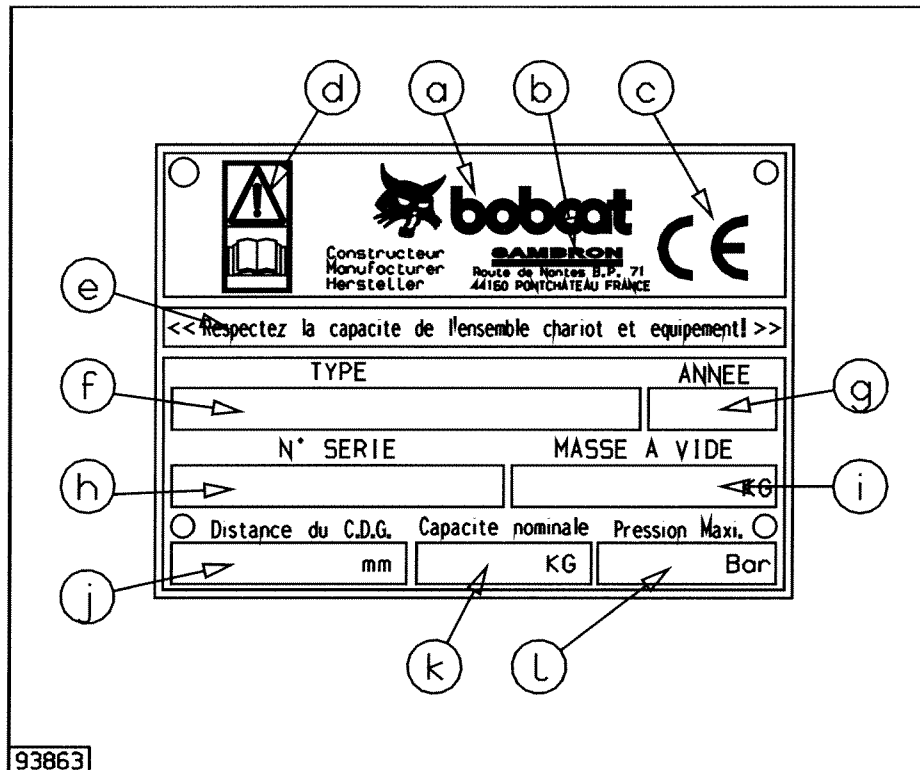 d a b c
bobcat
Constructeur
Manufacturer
Hersteller
SAMBRON
Route de Nantes B.P. 71
44160 PONTCHATEAU FRANCE
CE
e
<< Respectez la capacite de l'ensemble chariot et equipement! >>
TYPE ANNEE
f g
N° SERIE MASSE A VIDE
h KG i
Distance du C.D.G. Capacite nominale Pression Maxi.
mm KG Bar
j k l
93863